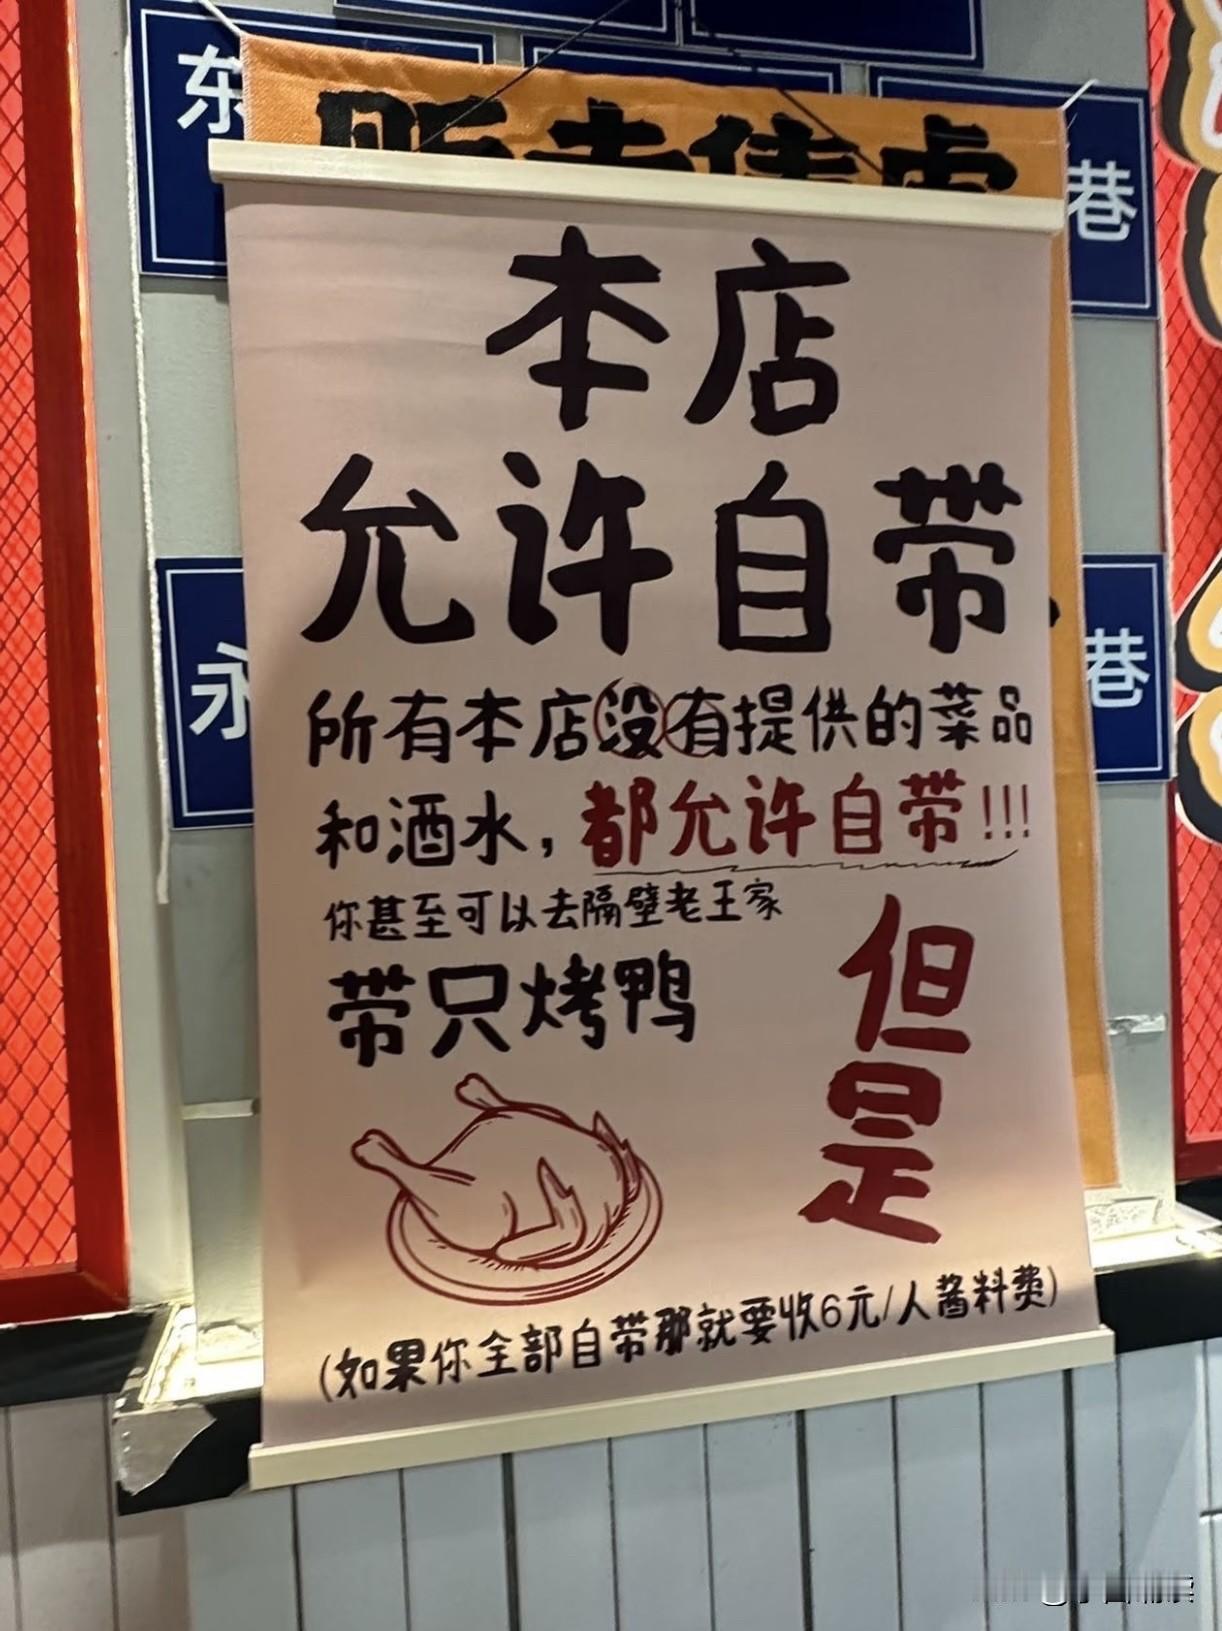 东
巷
本店
允许自带
所有本店没有提供的菜品
和酒水，都允许自带!!!
你甚至可以去隔壁老王家
带只烤鸭
但
是
(如果你全部自带那就要收6元/人酱料费)
永
巷